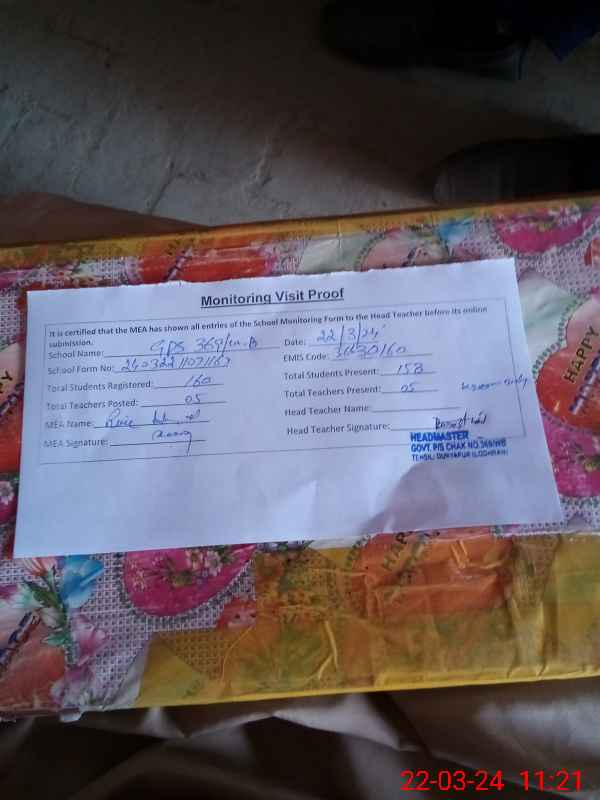 Monitoring Visit Proof
It is certified that the MEA has shown all entries of the School Monitoring Form to the Head Teacher before its online
submission.
School Name: GPS 369/W.B Date: 22/3/24
School Form No: EMIS Code:
Total Students Registered: 160 Total Students Present: 158
Total Teachers Posted: 05 Total Teachers Present: 05
MEA Name: Head Teacher Name:
MEA Signature: Head Teacher Signature:
HEADMASTER
GOVT. P/S CHAK NO.369/WB
TEHSIL: DUNYAPUR (LODHRAN)
HAPPY
HAPPY
22-03-24 11:21